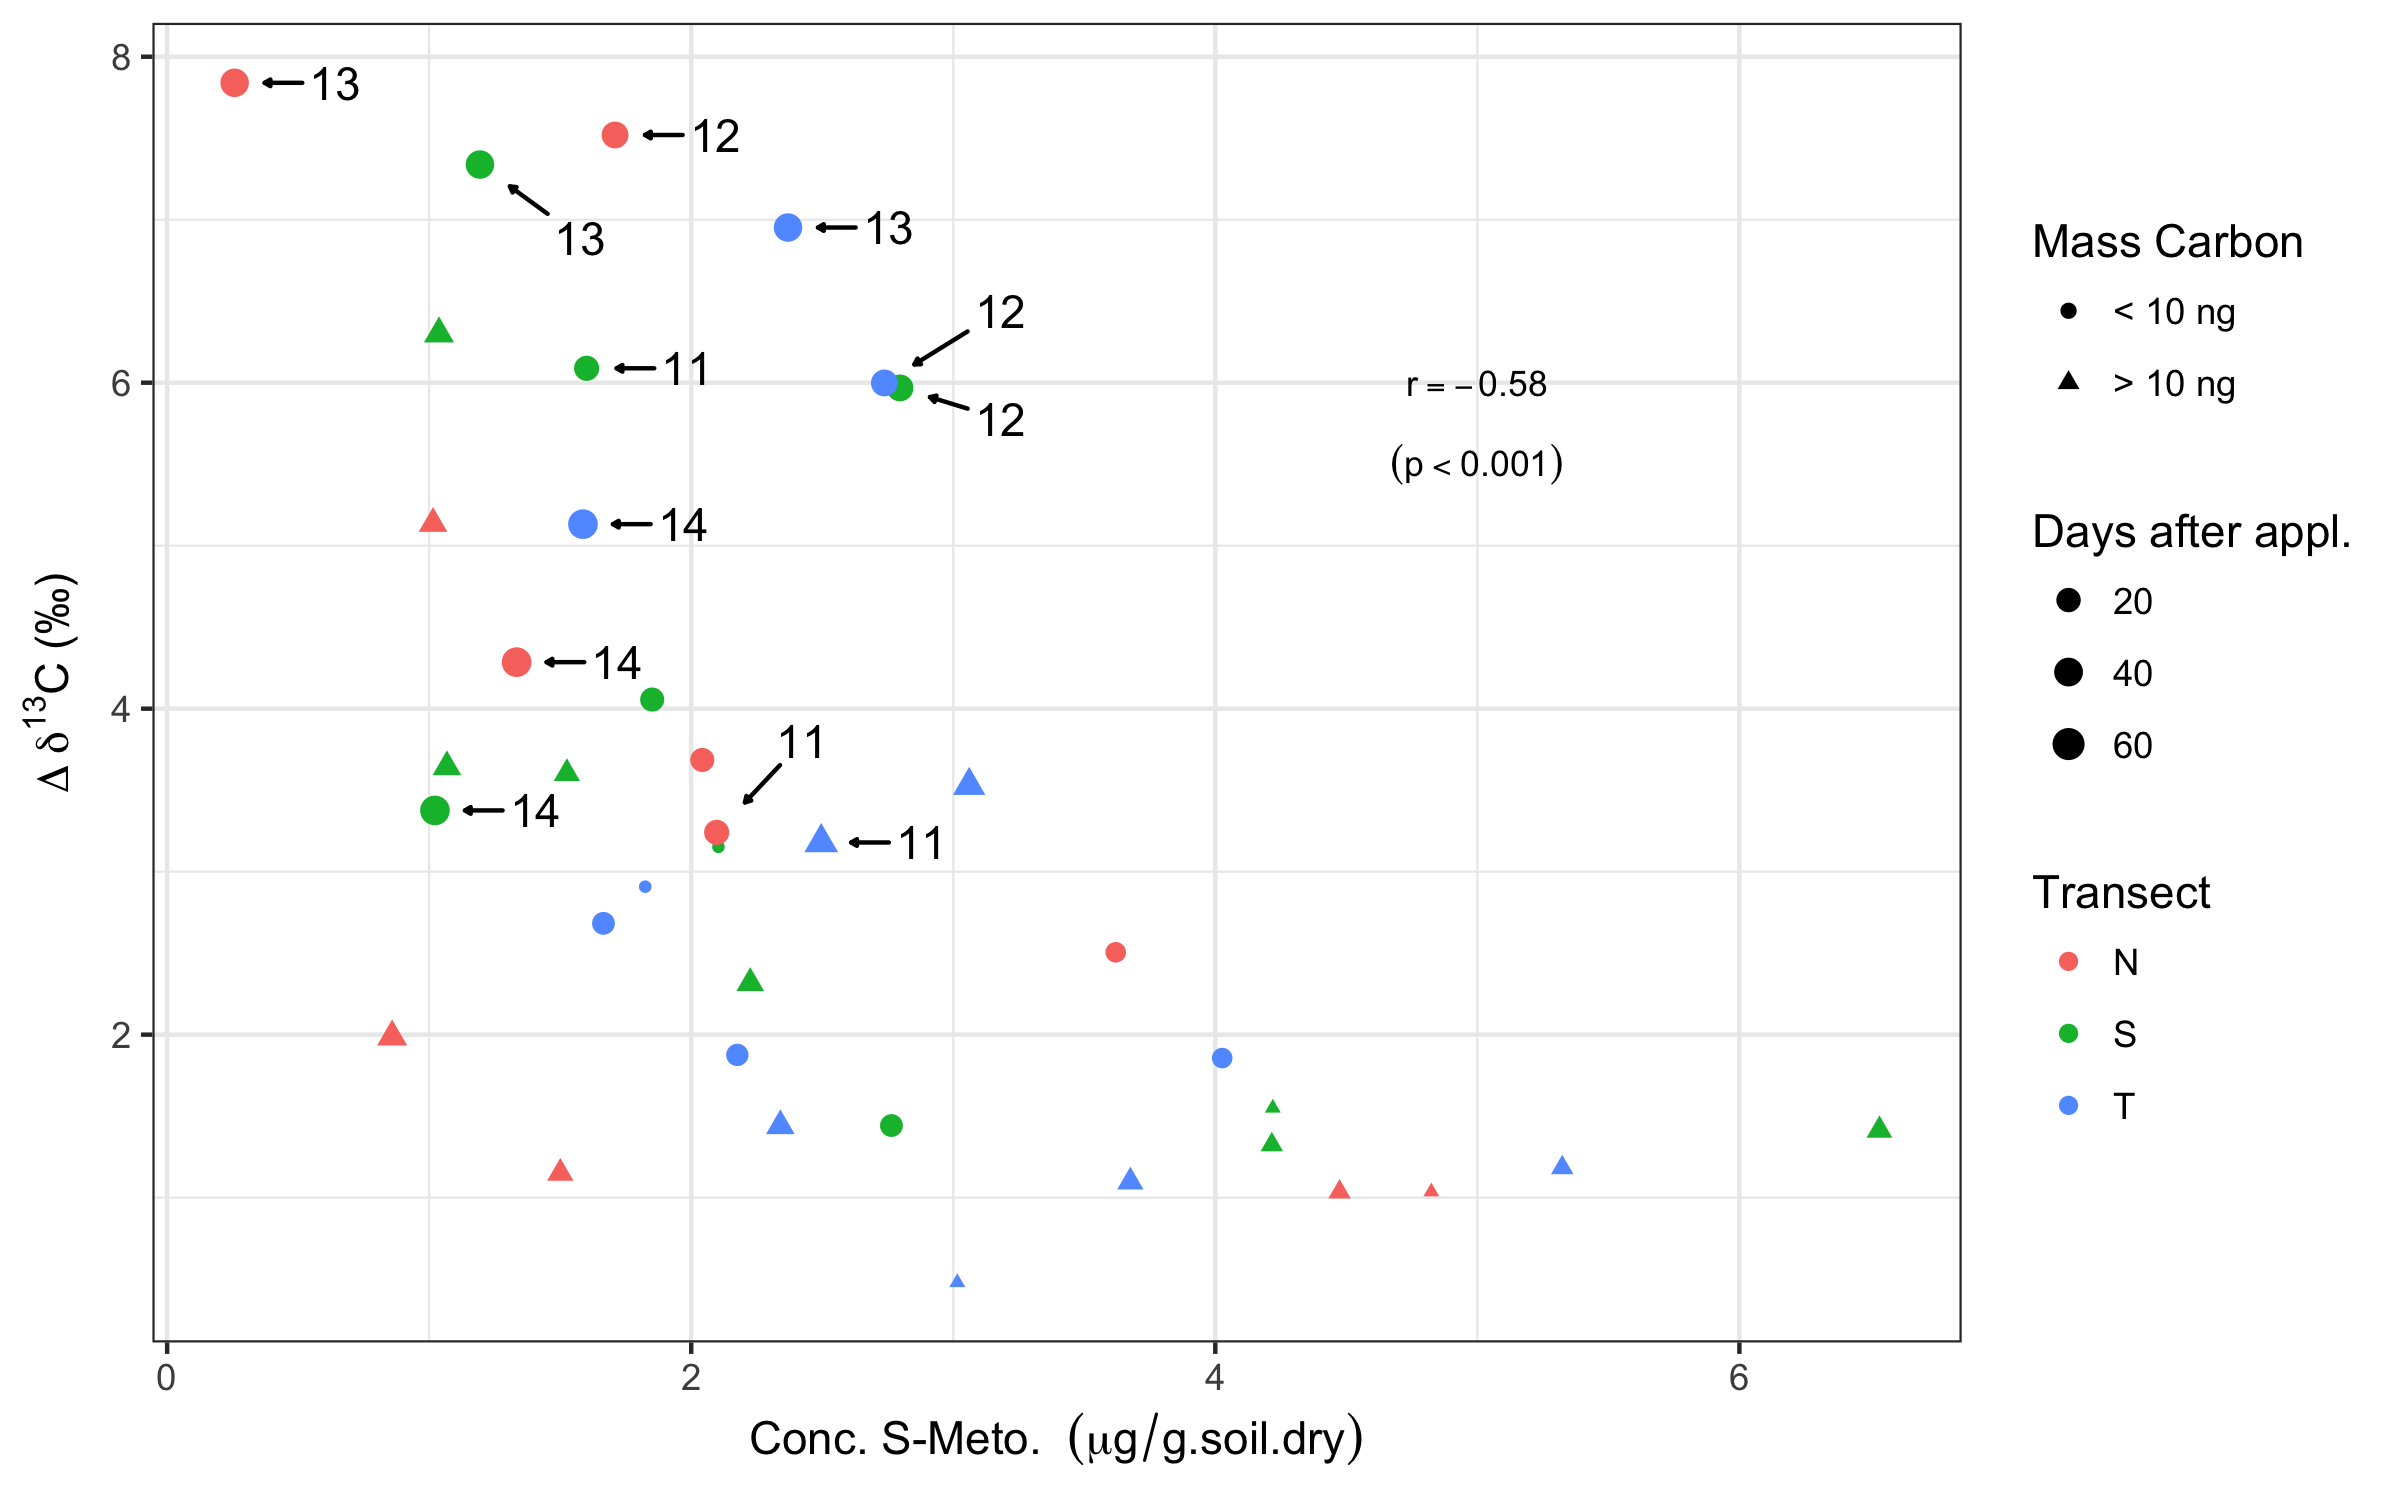 8
6
4
2
0
2
4
6
Δ δ¹³C (‰)
Conc. S-Meto. (μg/g.soil.dry)
13
12
13
13
12
11
12
14
14
11
14
11
r = −0.58
(p < 0.001)
Mass Carbon
< 10 ng
> 10 ng
Days after appl.
20
40
60
Transect
N
S
T